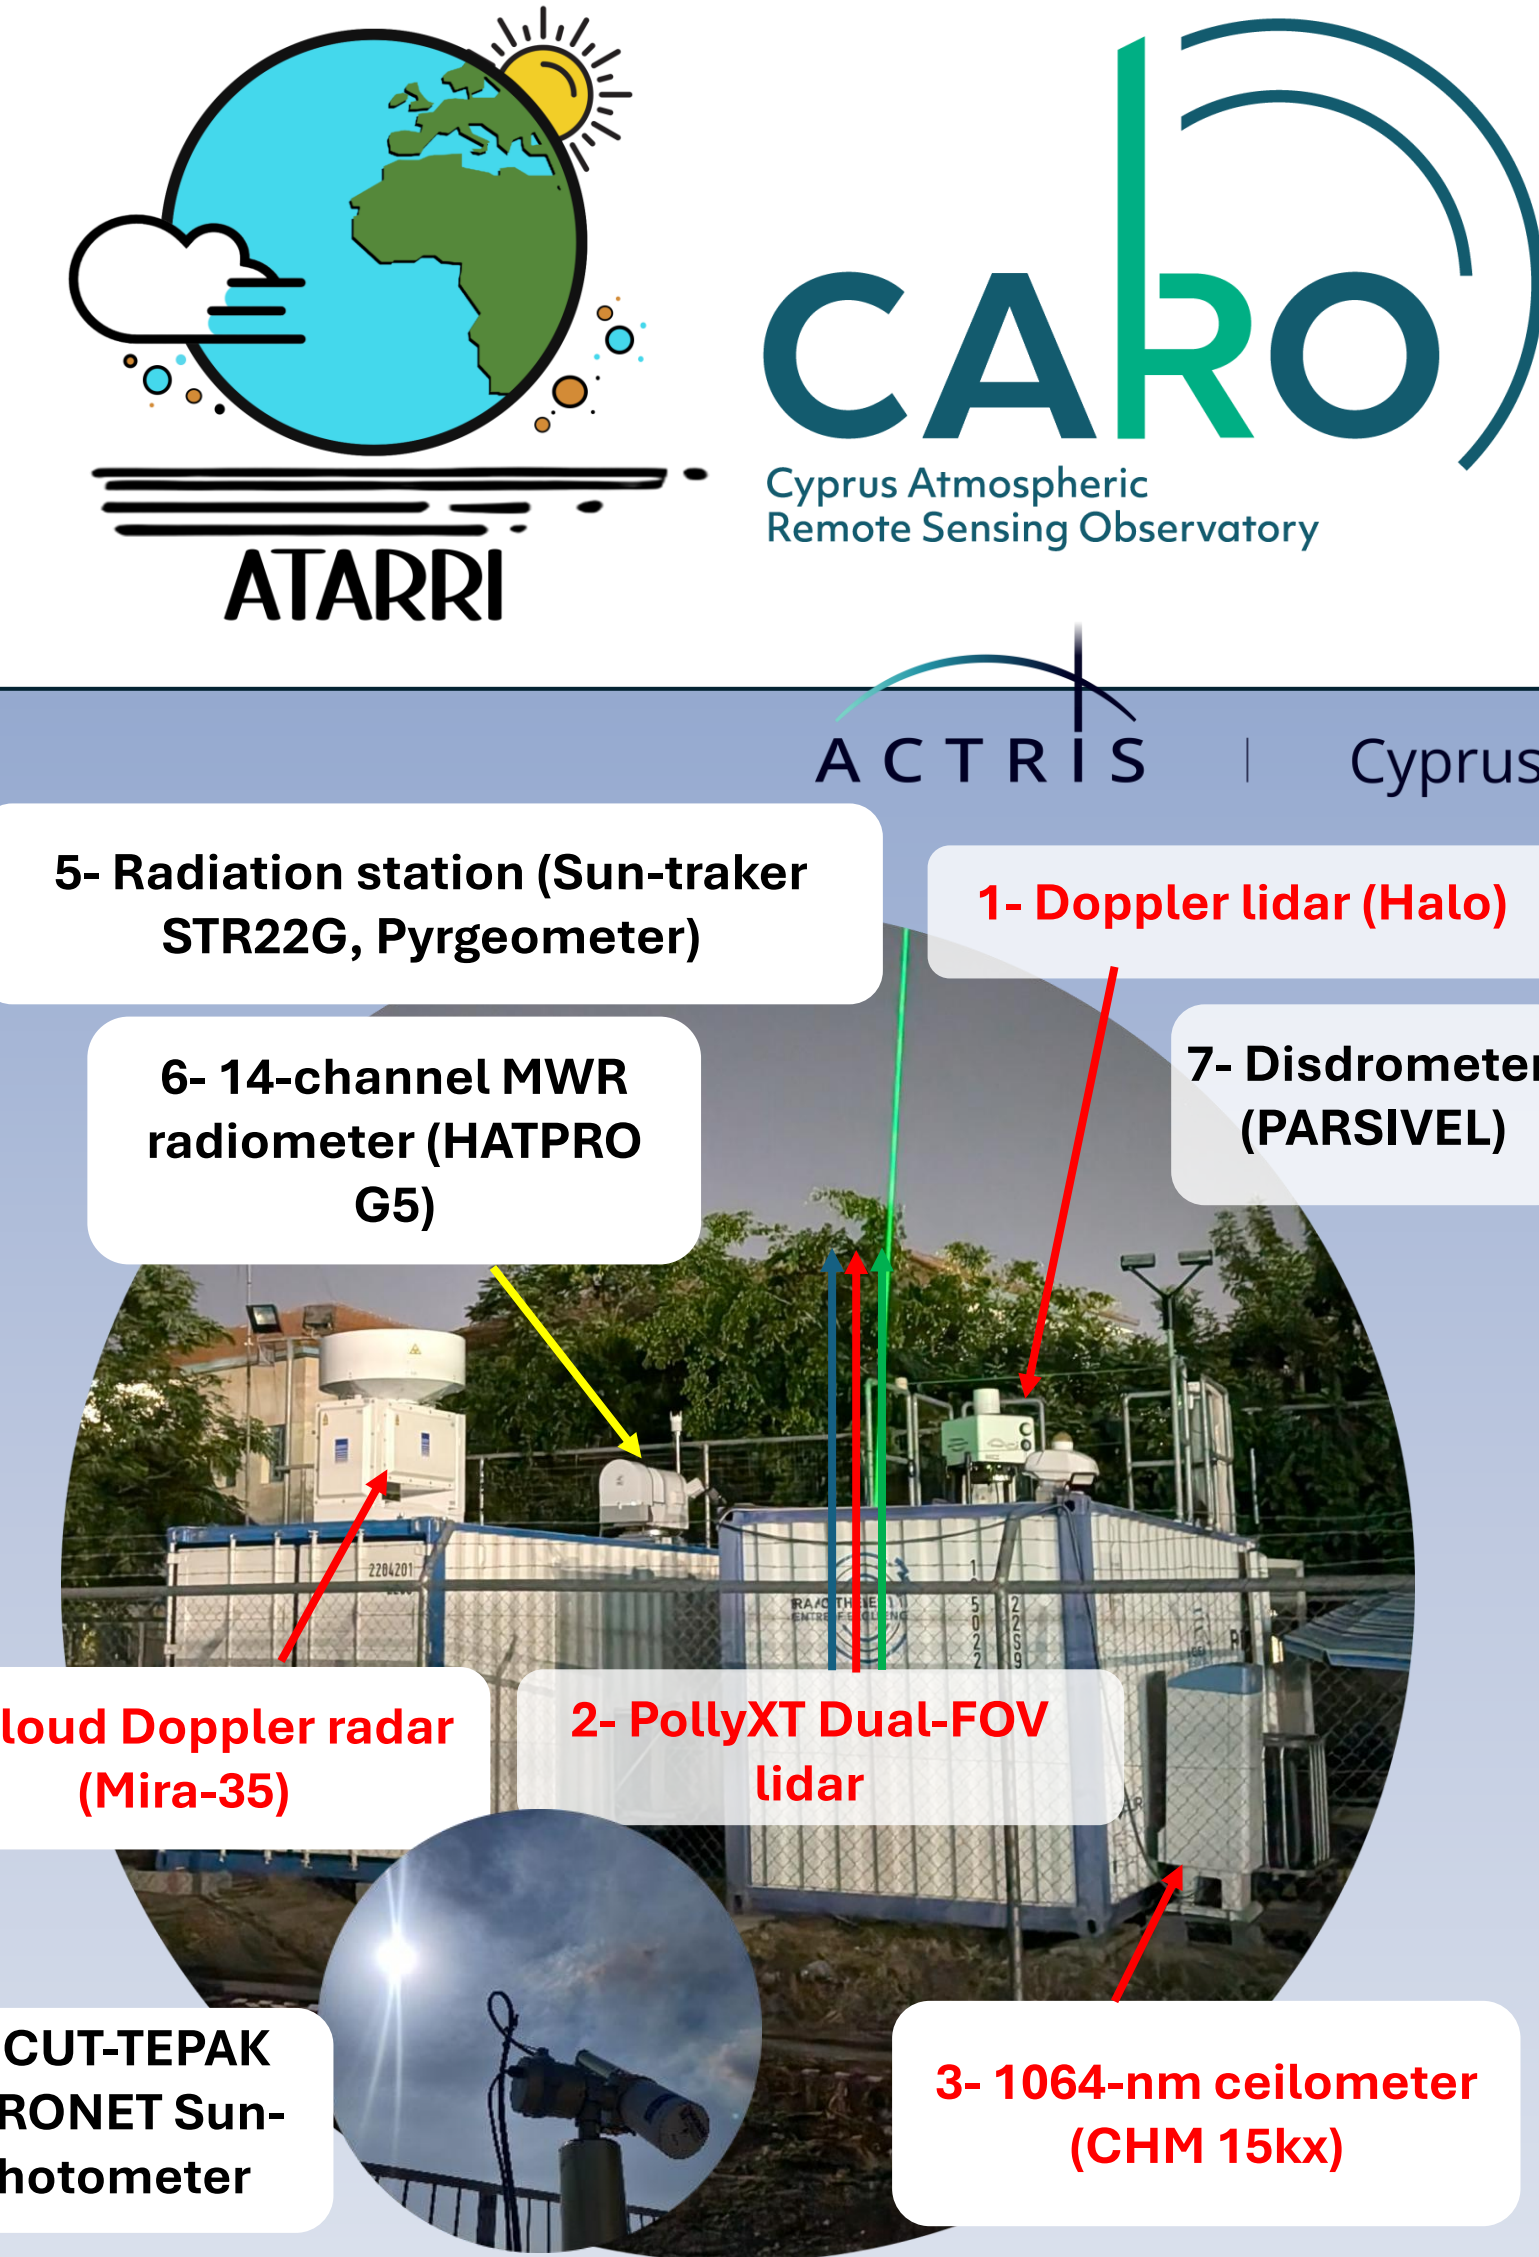 ATARRI
CARO
Cyprus Atmospheric
Remote Sensing Observatory
ACTRIS | Cyprus
5- Radiation station (Sun-traker
STR22G, Pyrgeometer)
1- Doppler lidar (Halo)
6- 14-channel MWR
radiometer (HATPRO
G5)
7- Disdrometer
(PARSIVEL)
2204201
loud Doppler radar
(Mira-35)
2- PollyXT Dual-FOV
lidar
CUT-TEPAK
RONET Sun-
hotometer
3- 1064-nm ceilometer
(CHM 15kx)